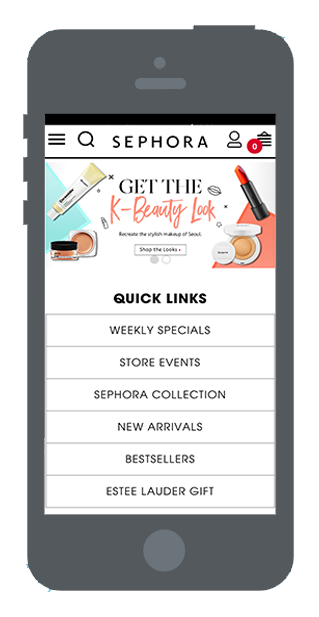 SEPHORA
0
GET THE
K-Beauty Look
Recreate the stylish makeup of Seoul.
Shop the Looks ›
QUICK LINKS
WEEKLY SPECIALS
STORE EVENTS
SEPHORA COLLECTION
NEW ARRIVALS
BESTSELLERS
ESTEE LAUDER GIFT